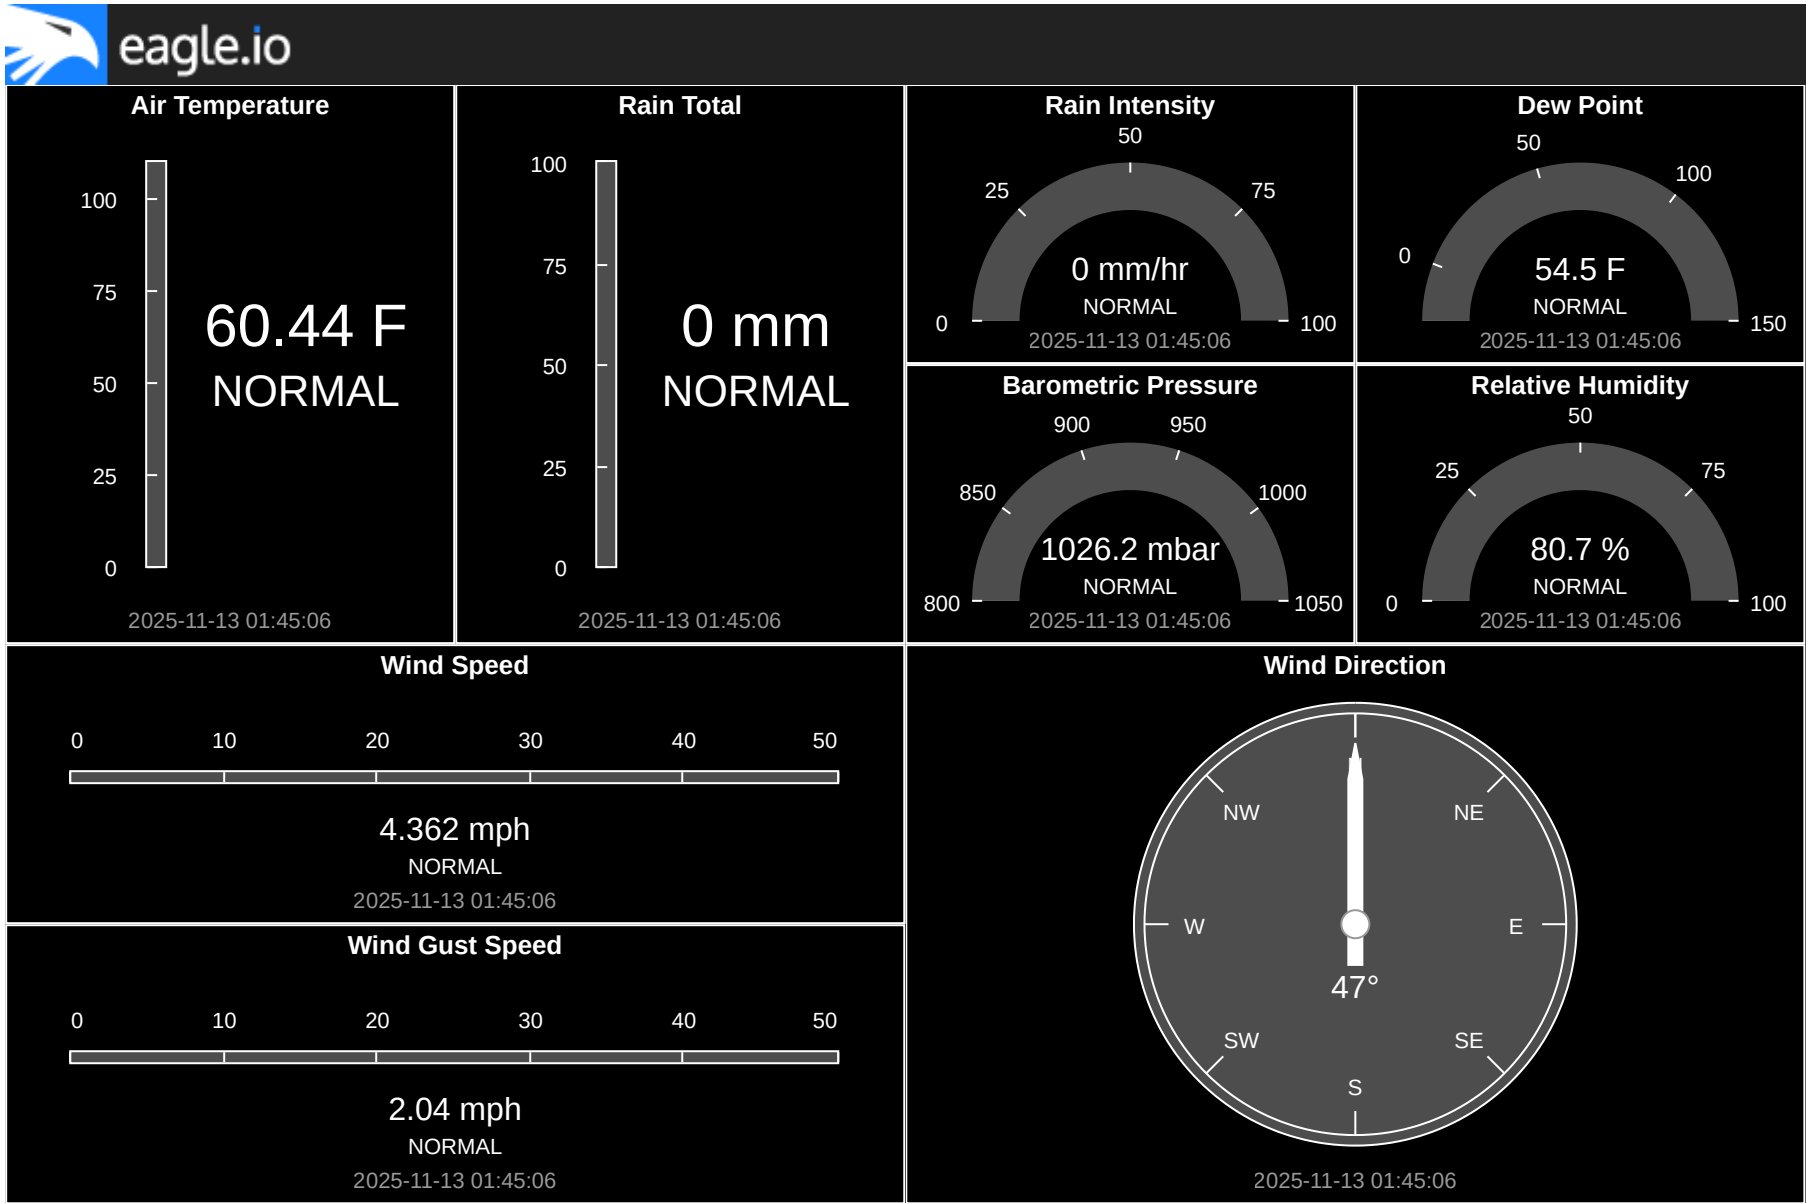 eagle.io
Air Temperature
100
75
50
25
0
60.44 F
NORMAL
2025-11-13 01:45:06
Rain Total
100
75
50
25
0
0 mm
NORMAL
2025-11-13 01:45:06
Rain Intensity
0
25
50
75
100
0 mm/hr
NORMAL
2025-11-13 01:45:06
Dew Point
0
50
100
150
54.5 F
NORMAL
2025-11-13 01:45:06
Barometric Pressure
800
850
900
950
1000
1050
1026.2 mbar
NORMAL
2025-11-13 01:45:06
Relative Humidity
0
25
50
75
100
80.7 %
NORMAL
2025-11-13 01:45:06
Wind Speed
0 10 20 30 40 50
4.362 mph
NORMAL
2025-11-13 01:45:06
Wind Gust Speed
0 10 20 30 40 50
2.04 mph
NORMAL
2025-11-13 01:45:06
Wind Direction
NW NE
W E
47°
SW SE
S
2025-11-13 01:45:06